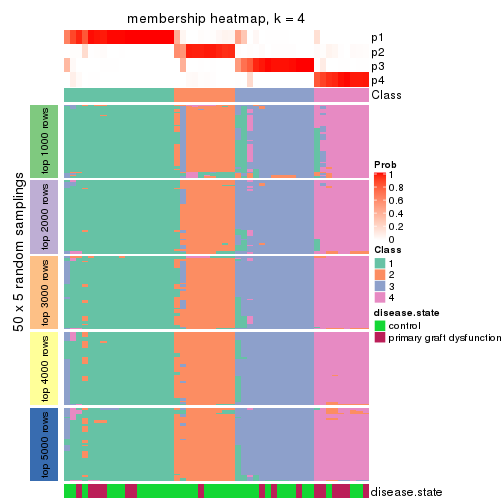 membership heatmap, k = 4
p1
p2
p3
p4
Class
50 x 5 random samplings
top 1000 rows
top 2000 rows
top 3000 rows
top 4000 rows
top 5000 rows
Prob
1
0.8
0.6
0.4
0.2
0
Class
1
2
3
4
disease.state
control
primary graft dysfunction
disease.state